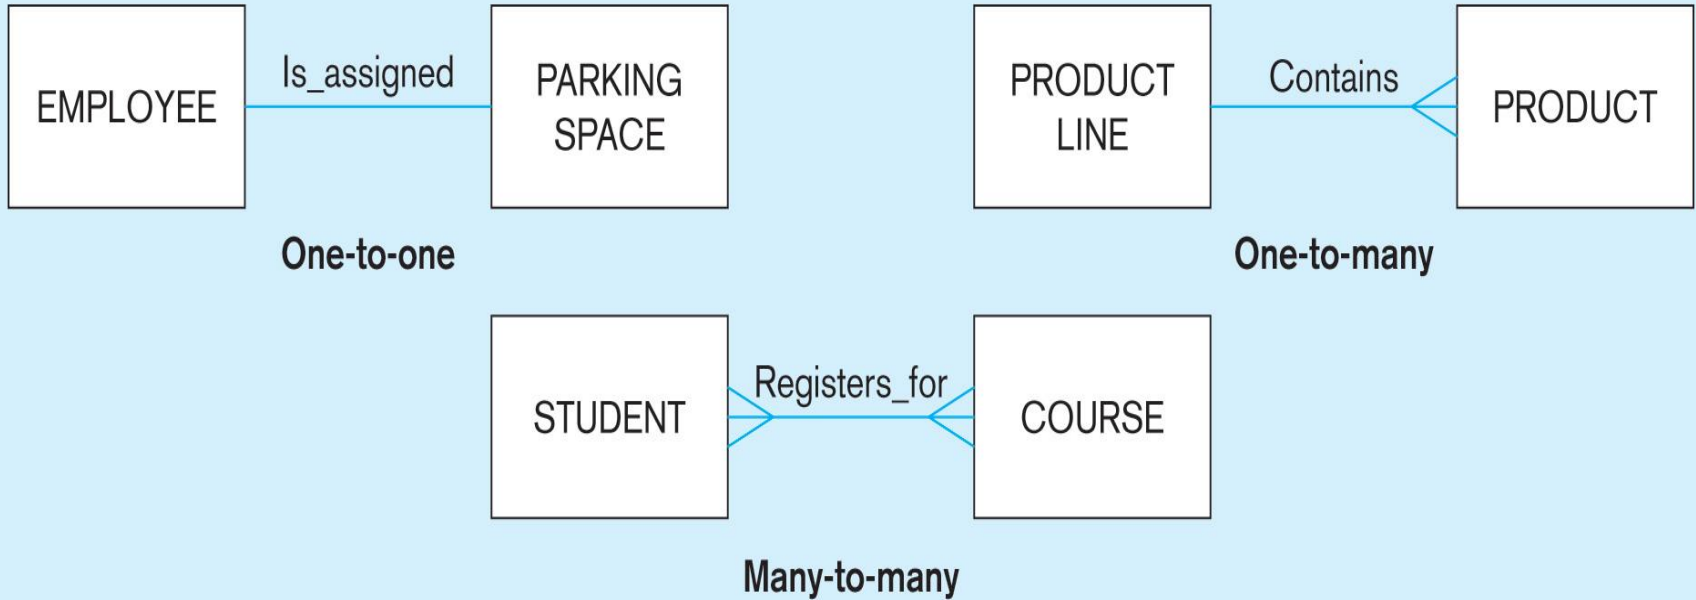 EMPLOYEE
Is_assigned
PARKING
SPACE
One-to-one
PRODUCT
LINE
Contains
PRODUCT
One-to-many
STUDENT
Registers_for
COURSE
Many-to-many